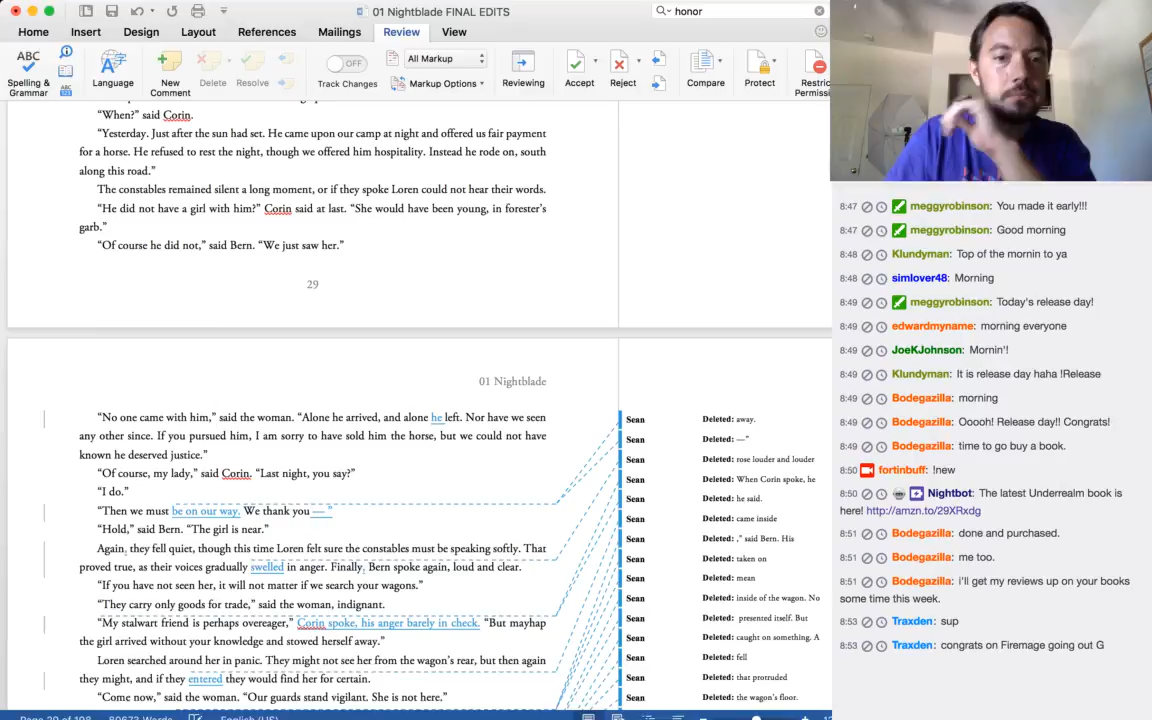 01 Nightblade FINAL EDITS
honor
Home Insert Design Layout References Mailings Review View
ABC
Spelling &
Grammar
ABC
Language
New
Comment
Delete
Resolve
OFF
Track Changes
All Markup
Markup Options
Reviewing
Accept
Reject
Compare
Protect
Restric
Permissi
“When?” said Corin.
“Yesterday. Just after the sun had set. He came upon our camp at night and offered us fair payment
for a horse. He refused to rest the night, though we offered him hospitality. Instead he rode on, south
along this road.”
The constables remained silent a long moment, or if they spoke Loren could not hear their words.
“He did not have a girl with him?” Corin said at last. “She would have been young, in forester’s
garb.”
“Of course he did not,” said Bern. “We just saw her.”
29
01 Nightblade
“No one came with him,” said the woman. “Alone he arrived, and alone he left. Nor have we seen
any other since. If you pursued him, I am sorry to have sold him the horse, but we could not have
known he deserved justice.”
“Of course, my lady,” said Corin. “Last night, you say?”
“I do.”
“Then we must be on our way. We thank you — ”
“Hold,” said Bern. “The girl is near.”
Again, they fell quiet, though this time Loren felt sure the constables must be speaking softly. That
proved true, as their voices gradually swelled in anger. Finally, Bern spoke again, loud and clear.
“If you have not seen her, it will not matter if we search your wagons.”
“They carry only goods for trade,” said the woman, indignant.
“My stalwart friend is perhaps overeager,” Corin spoke, his anger barely in check. “But mayhap
the girl arrived without your knowledge and stowed herself away.”
Loren searched around her in panic. They might not see her from the wagon’s rear, but then again
they might, and if they entered they would find her for certain.
“Come now,” said the woman. “Our guards stand vigilant. She is not here.”
Sean Deleted: away.
Sean Deleted: —”
Sean Deleted: rose louder and louder
Sean Deleted: When Corin spoke, he
Sean Deleted: he said.
Sean Deleted: came inside
Sean Deleted: ,” said Bern. His
Sean Deleted: taken on
Sean Deleted: mean
Sean Deleted: inside of the wagon. No
Sean Deleted: presented itself. But
Sean Deleted: caught on something. A
Sean Deleted: fell
Sean Deleted: that protruded
Sean Deleted: the wagon’s floor.
8:47 meggyrobinson: You made it early!!!
8:47 meggyrobinson: Good morning
8:48 Klundyman: Top of the mornin to ya
8:48 simlover48: Morning
8:49 meggyrobinson: Today's release day!
8:49 edwardmyname: morning everyone
8:49 JoeKJohnson: Mornin'!
8:49 Klundyman: It is release day haha !Release
8:49 Bodegazilla: morning
8:49 Bodegazilla: Ooooh! Release day!! Congrats!
8:49 Bodegazilla: time to go buy a book.
8:50 fortinbuff: !new
8:50 Nightbot: The latest Underrealm book is
here! http://amzn.to/29XRxdg
8:51 Bodegazilla: done and purchased.
8:51 Bodegazilla: me too.
8:51 Bodegazilla: i'll get my reviews up on your books
some time this week.
8:53 Traxden: sup
8:53 Traxden: congrats on Firemage going out G